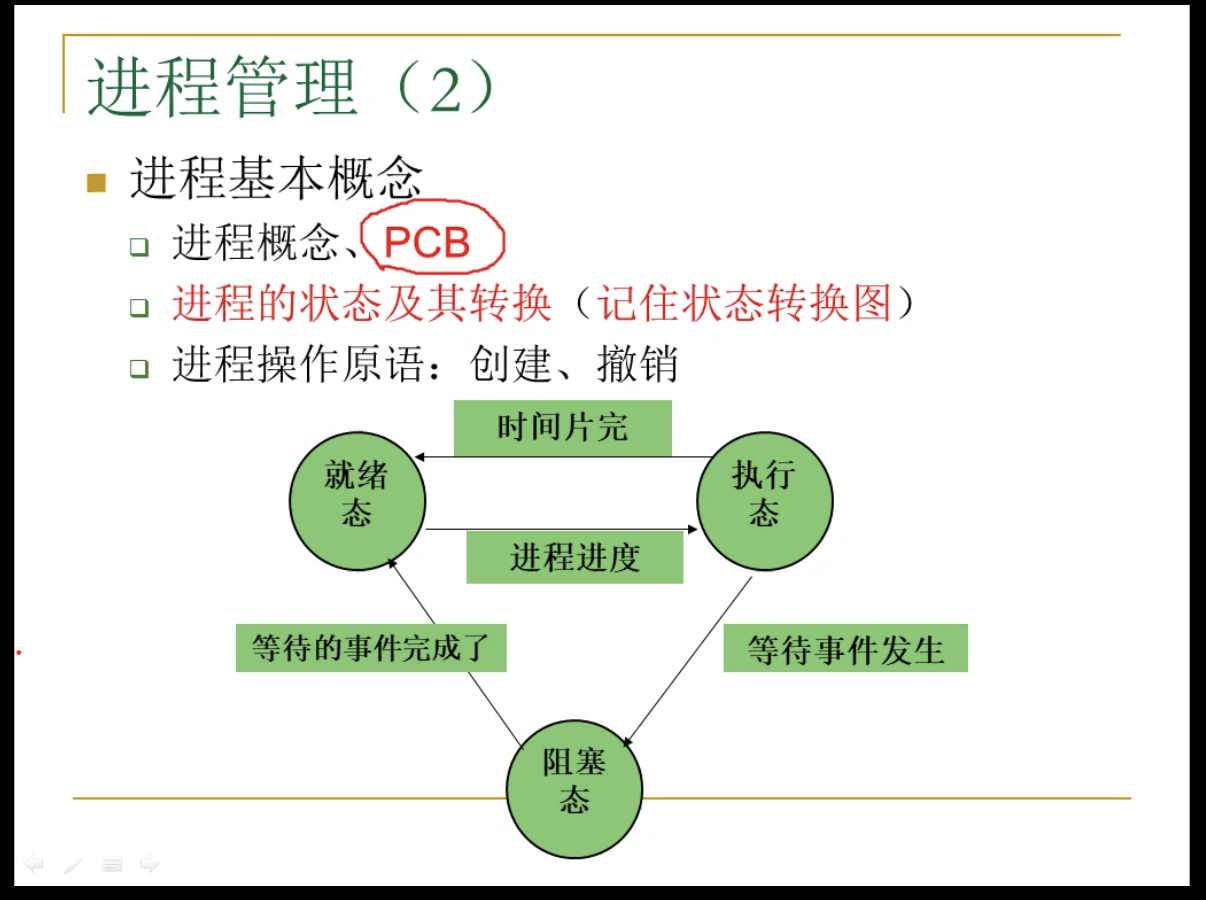 进程管理（2）
进程基本概念
进程概念、PCB
进程的状态及其转换（记住状态转换图）
进程操作原语：创建、撤销
时间片完
就绪
态
执行
态
进程进度
等待的事件完成了
等待事件发生
阻塞
态